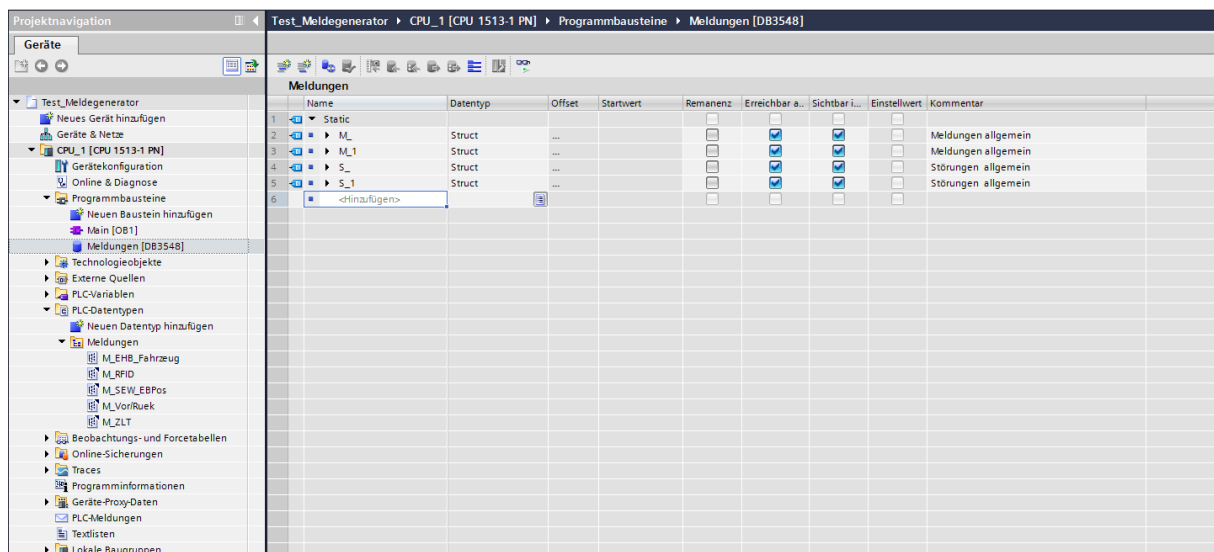 Projektnavigation
Test_Meldegenerator ▸ CPU_1 [CPU 1513-1 PN] ▸ Programmbausteine ▸ Meldungen [DB3548]
Geräte
Meldungen
Name Datentyp Offset Startwert Remanenz Erreichbar a.. Sichtbar i... Einstellwert Kommentar
1 Static
2 M_ Struct ... Meldungen allgemein
3 M_1 Struct ... Meldungen allgemein
4 S_ Struct ... Störungen allgemein
5 S_1 Struct ... Störungen allgemein
6 <Hinzufügen>
Test_Meldegenerator
Neues Gerät hinzufügen
Geräte & Netze
CPU_1 [CPU 1513-1 PN]
Gerätekonfiguration
Online & Diagnose
Programmbausteine
Neuen Baustein hinzufügen
Main [OB1]
Meldungen [DB3548]
Technologieobjekte
Externe Quellen
PLC-Variablen
PLC-Datentypen
Neuen Datentyp hinzufügen
Meldungen
M_EHB_Fahrzeug
M_RFID
M_SEW_EBPos
M_Vor/Ruek
M_ZLT
Beobachtungs- und Forcetabellen
Online-Sicherungen
Traces
Programminformationen
Geräte-Proxy-Daten
PLC-Meldungen
Textlisten
Lokale Baugruppen